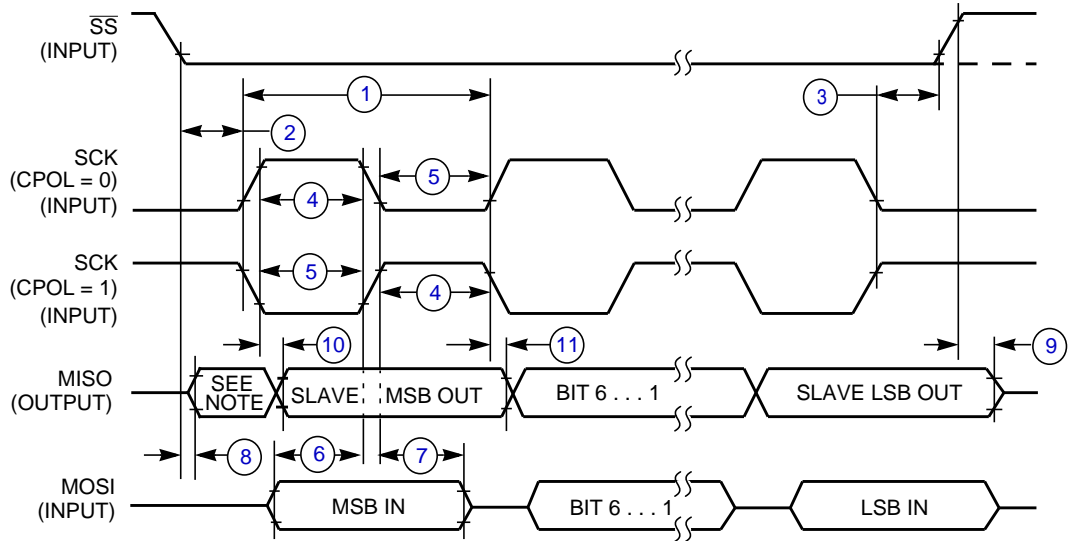 SS
(INPUT)
1
3
2
SCK
(CPOL = 0)
(INPUT)
5
4
SCK
(CPOL = 1)
(INPUT)
5
4
10
11
9
MISO
(OUTPUT)
SEE
NOTE
SLAVE
MSB OUT
BIT 6 . . . 1
SLAVE LSB OUT
8
6
7
MOSI
(INPUT)
MSB IN
BIT 6 . . . 1
LSB IN